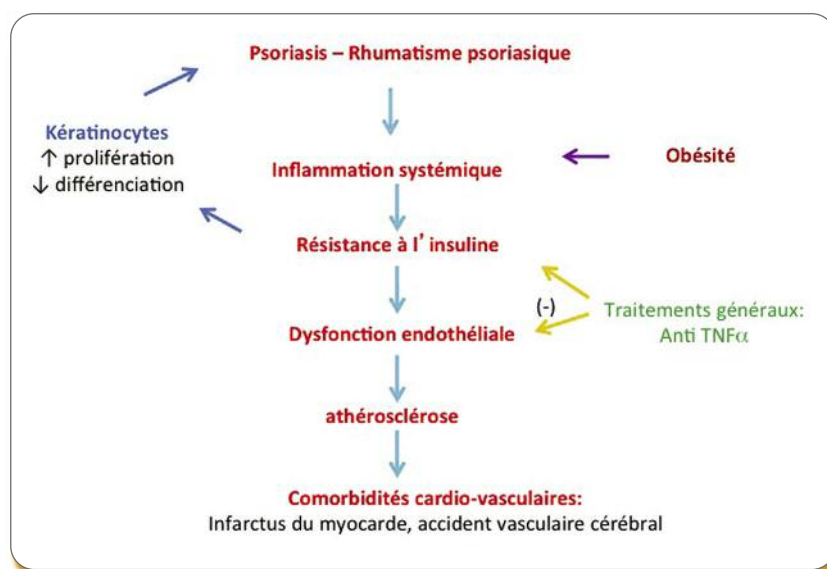 Psoriasis – Rhumatisme psoriasique
Kératinocytes
↑ prolifération
↓ différenciation
Inflammation systémique
Obésité
Résistance à l'insuline
(-)
Traitements généraux:
Anti TNFα
Dysfonction endothéliale
athérosclérose
Comorbidités cardio-vasculaires:
Infarctus du myocarde, accident vasculaire cérébral